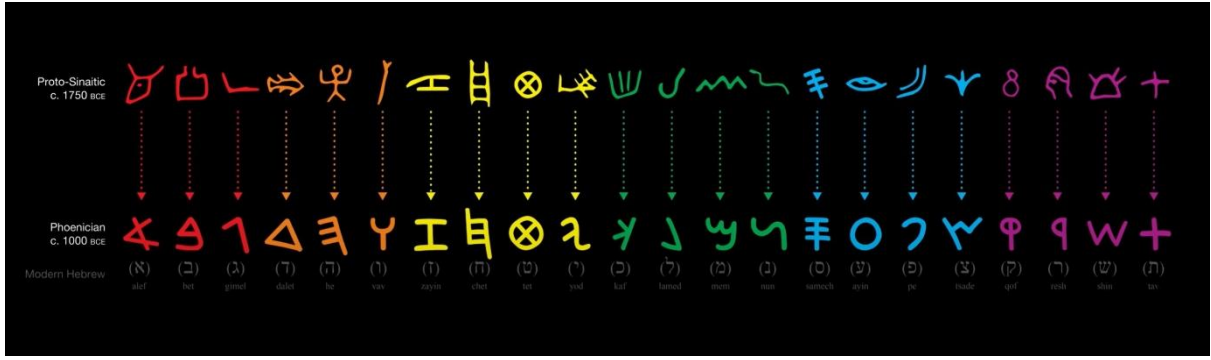 Proto-Sinaitic
c. 1750 BCE
Phoenician
c. 1000 BCE
𐤀 𐤁 𐤂 𐤃 𐤄 𐤅 𐤆 𐤇 𐤈 𐤉 𐤊 𐤋 𐤌 𐤍 𐤎 𐤏 𐤐 𐤑 𐤒 𐤓 𐤔 𐤕
Modern Hebrew (א) (ב) (ג) (ד) (ה) (ו) (ז) (ח) (ט) (י) (כ) (ל) (מ) (נ) (ס) (ע) (פ) (צ) (ק) (ר) (ש) (ת)
alef bet gimel dalet he vav zayin chet tet yod kaf lamed mem nun samech ayin pe tsade qof resh shin tav